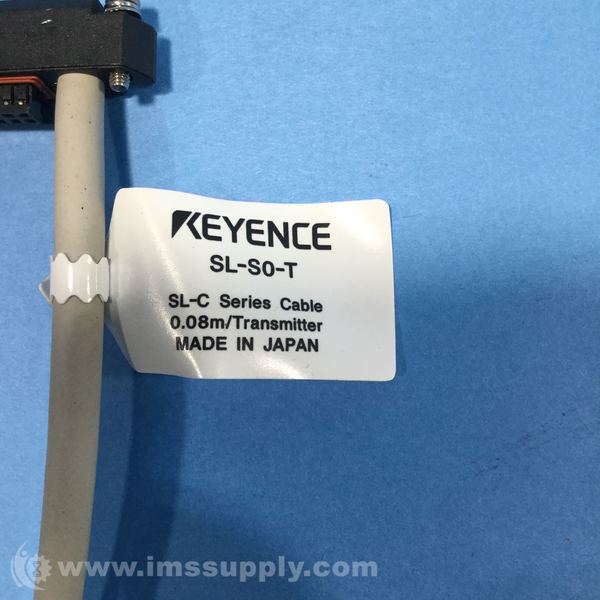 KEYENCE
SL-S0-T
SL-C Series Cable
0.08m/Transmitter
MADE IN JAPAN
www.imssupply.com